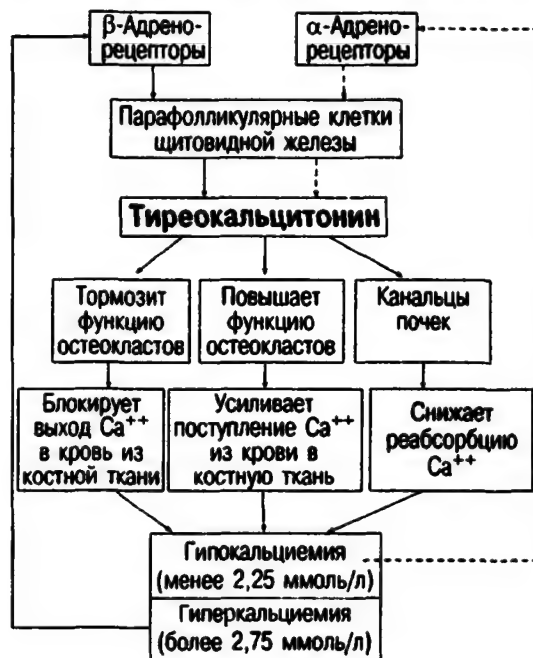 β-Адрено-
рецепторы
α-Адрено-
рецепторы
Парафолликулярные клетки
щитовидной железы
Тиреокальцитонин
Тормозит
функцию
остеокластов
Повышает
функцию
остеокластов
Канальцы
почек
Блокирует
выход Ca⁺⁺
в кровь из
костной ткани
Усиливает
поступление Ca⁺⁺
из крови в
костную ткань
Снижает
реабсорбцию
Ca⁺⁺
Гипокальциемия
(менее 2,25 ммоль/л)
Гиперкальциемия
(более 2,75 ммоль/л)